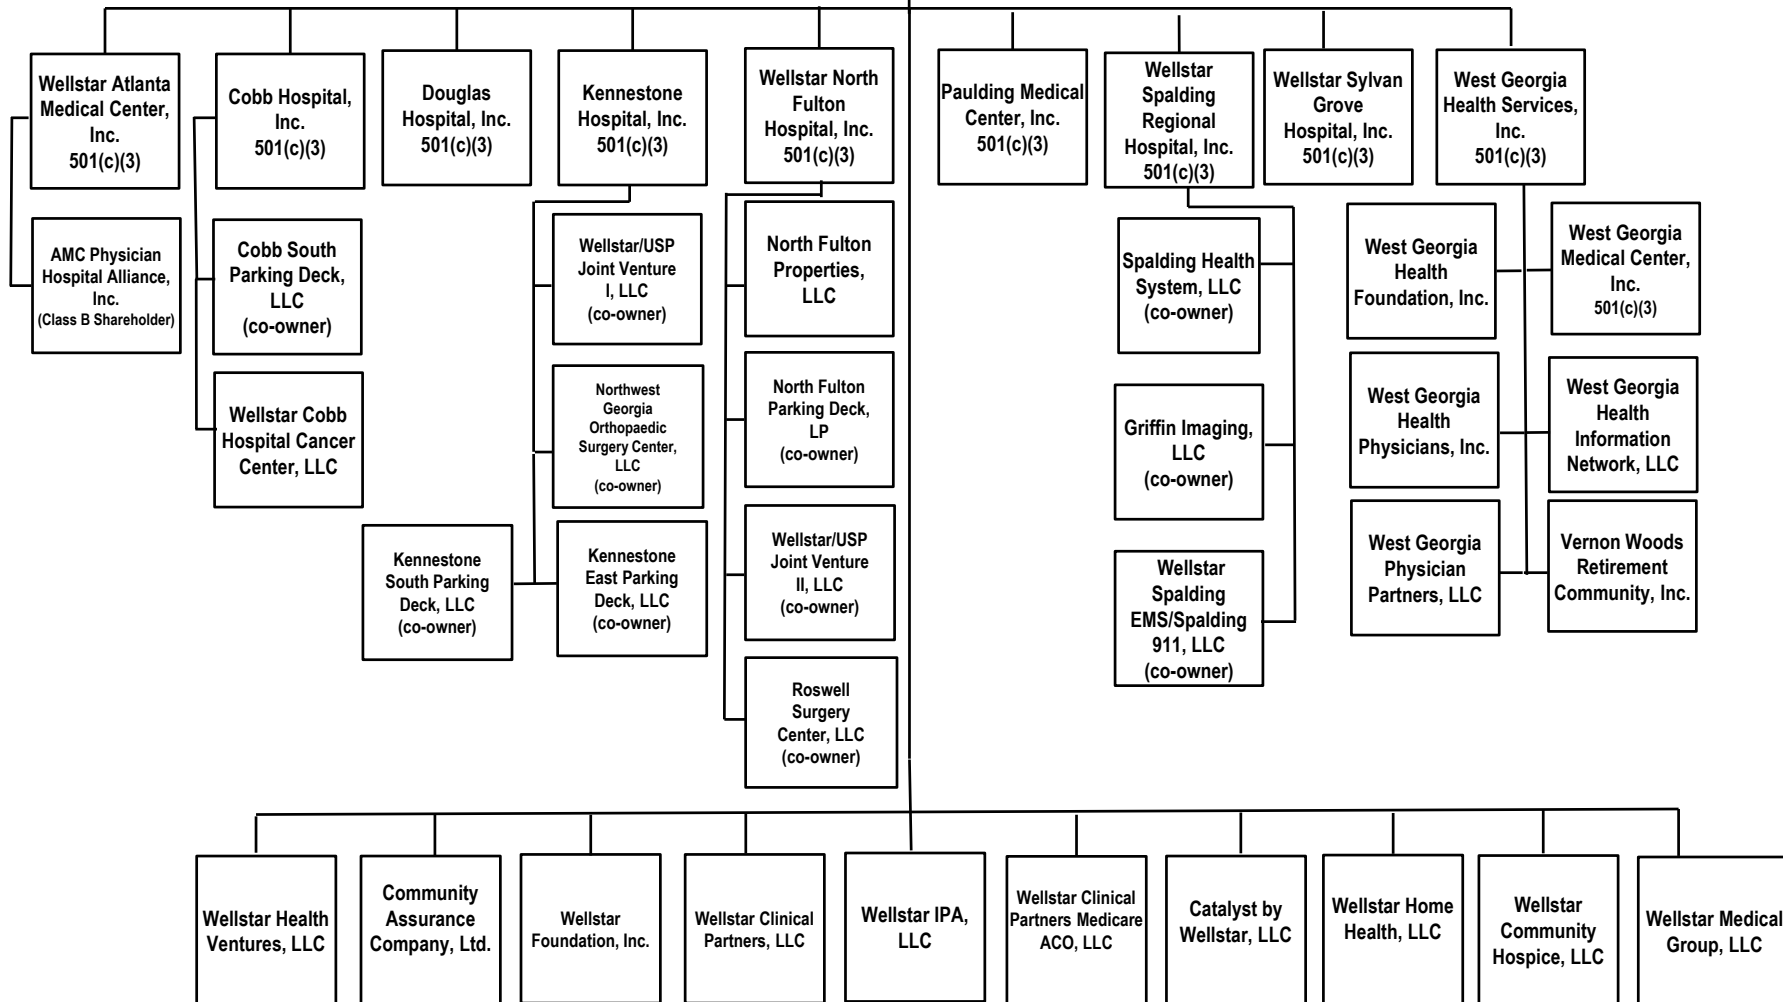 Wellstar Atlanta
Medical Center,
Inc.
501(c)(3)
Cobb Hospital,
Inc.
501(c)(3)
Douglas
Hospital, Inc.
501(c)(3)
Kennestone
Hospital, Inc.
501(c)(3)
Wellstar North
Fulton
Hospital, Inc.
501(c)(3)
Paulding Medical
Center, Inc.
501(c)(3)
Wellstar
Spalding
Regional
Hospital, Inc.
501(c)(3)
Wellstar Sylvan
Grove
Hospital, Inc.
501(c)(3)
West Georgia
Health Services,
Inc.
501(c)(3)
AMC Physician
Hospital Alliance,
Inc.
(Class B Shareholder)
Cobb South
Parking Deck,
LLC
(co-owner)
Wellstar Cobb
Hospital Cancer
Center, LLC
Wellstar/USP
Joint Venture
I, LLC
(co-owner)
Northwest
Georgia
Orthopaedic
Surgery Center,
LLC
(co-owner)
Kennestone
South Parking
Deck, LLC
(co-owner)
Kennestone
East Parking
Deck, LLC
(co-owner)
North Fulton
Properties,
LLC
North Fulton
Parking Deck,
LP
(co-owner)
Wellstar/USP
Joint Venture
II, LLC
(co-owner)
Roswell
Surgery
Center, LLC
(co-owner)
Spalding Health
System, LLC
(co-owner)
Griffin Imaging,
LLC
(co-owner)
Wellstar
Spalding
EMS/Spalding
911, LLC
(co-owner)
West Georgia
Health
Foundation, Inc.
West Georgia
Medical Center,
Inc.
501(c)(3)
West Georgia
Health
Physicians, Inc.
West Georgia
Health
Information
Network, LLC
West Georgia
Physician
Partners, LLC
Vernon Woods
Retirement
Community, Inc.
Wellstar Health
Ventures, LLC
Community
Assurance
Company, Ltd.
Wellstar
Foundation, Inc.
Wellstar Clinical
Partners, LLC
Wellstar IPA,
LLC
Wellstar Clinical
Partners Medicare
ACO, LLC
Catalyst by
Wellstar, LLC
Wellstar Home
Health, LLC
Wellstar
Community
Hospice, LLC
Wellstar Medical
Group, LLC